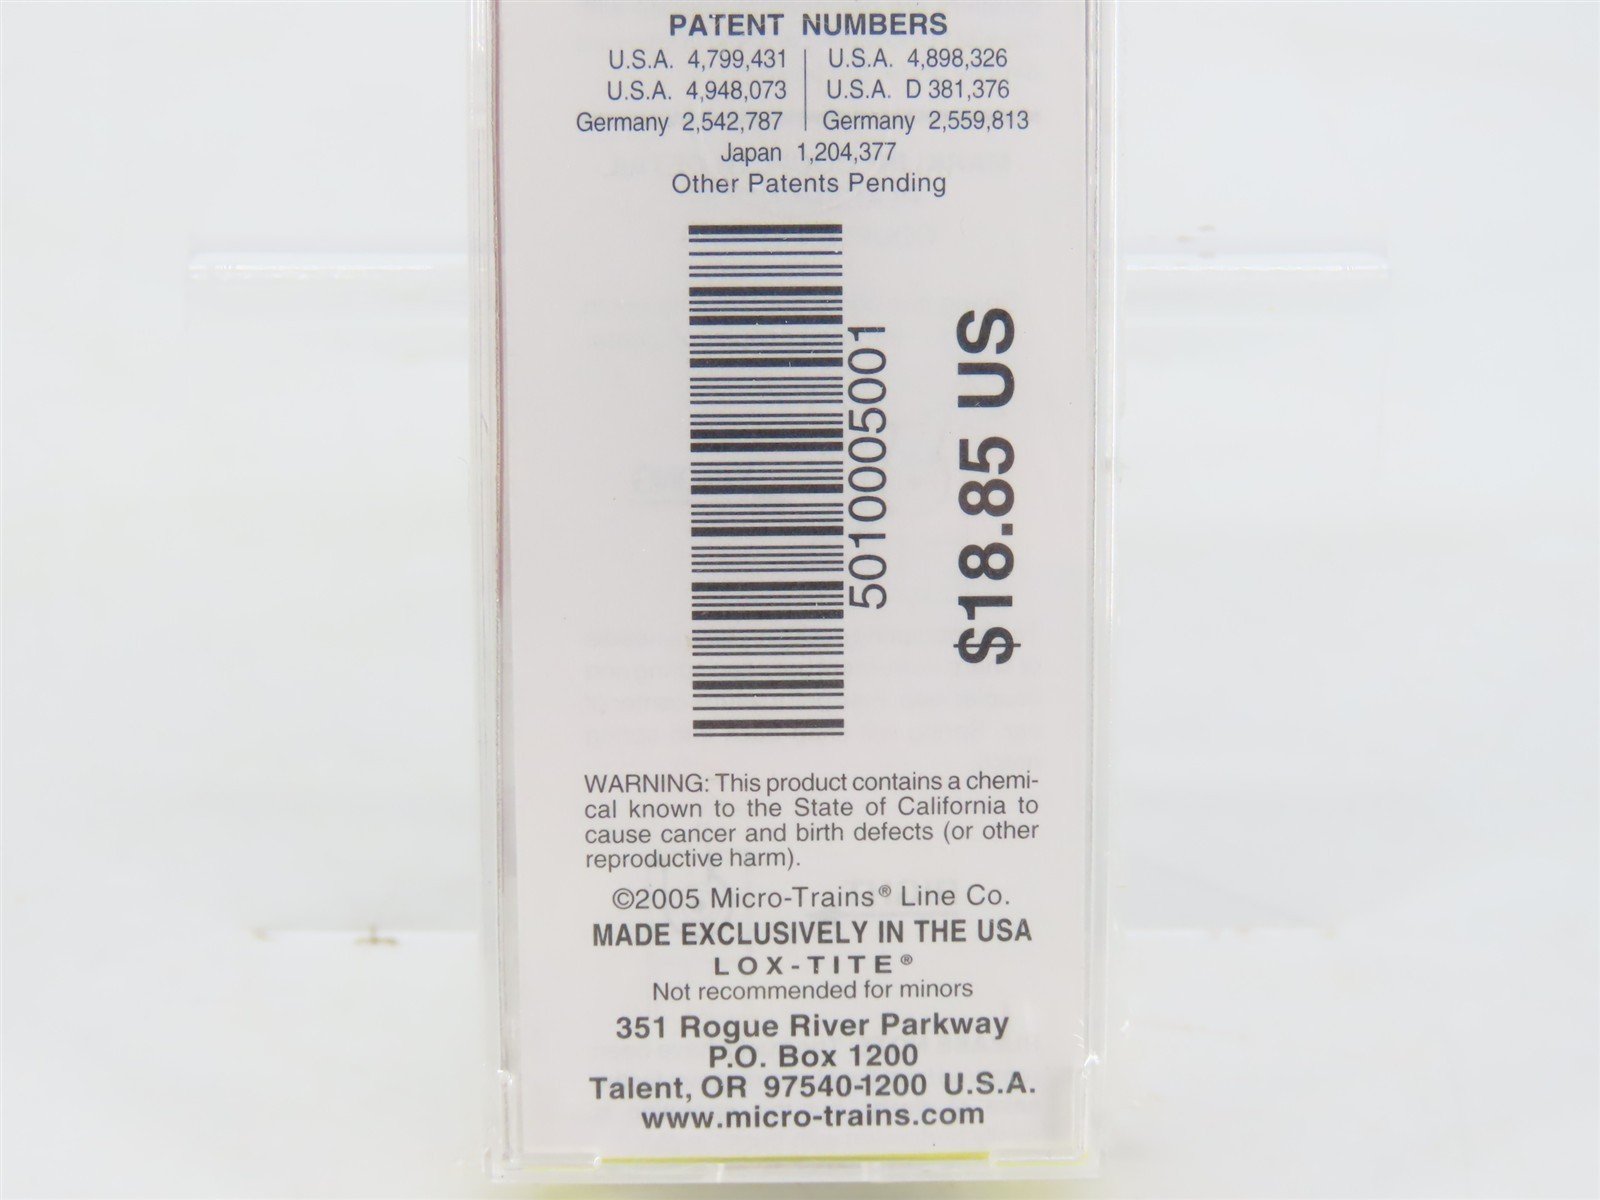 PATENT NUMBERS
U.S.A. 4,799,431 | U.S.A. 4,898,326
U.S.A. 4,948,073 | U.S.A. D 381,376
Germany 2,542,787 | Germany 2,559,813
Japan 1,204,377
Other Patents Pending
5010005001
$18.85 US
WARNING: This product contains a chemi-
cal known to the State of California to
cause cancer and birth defects (or other
reproductive harm).
©2005 Micro-Trains® Line Co.
MADE EXCLUSIVELY IN THE USA
LOX-TITE®
Not recommended for minors
351 Rogue River Parkway
P.O. Box 1200
Talent, OR 97540-1200 U.S.A.
www.micro-trains.com